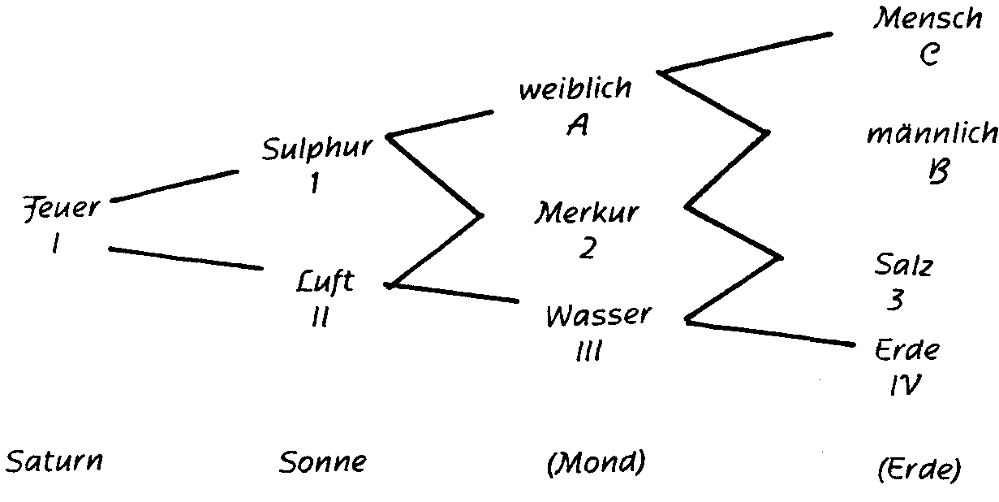 Mensch
C
weiblich
A
männlich
B
Sulphur
1
Feuer
I
Merkur
2
Luft
II
Salz
3
Wasser
III
Erde
IV
Saturn
Sonne
(Mond)
(Erde)